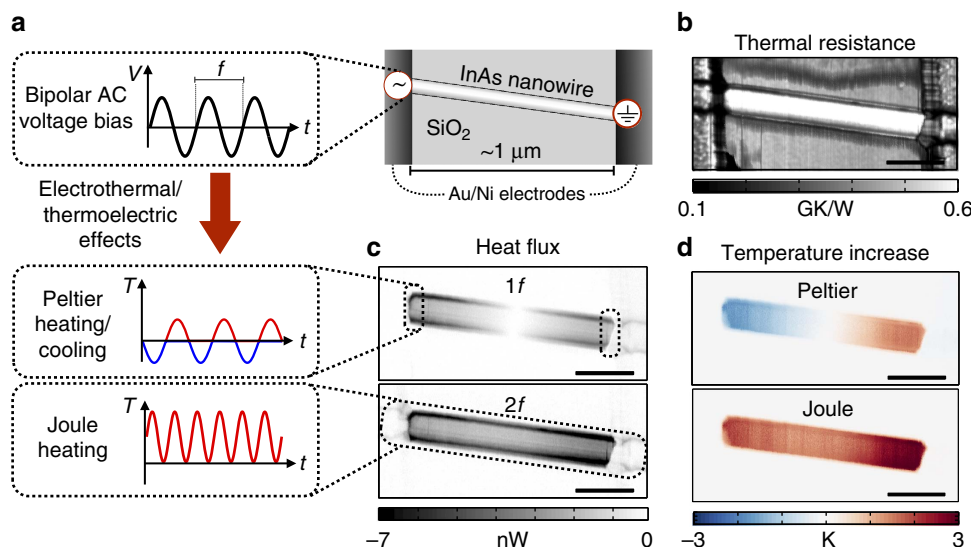 a
V
f
Bipolar AC
voltage bias
t
~
InAs nanowire
SiO2
~1 μm
Au/Ni electrodes
Electrothermal/
thermoelectric
effects
b
Thermal resistance
0.1
GK/W
0.6
Peltier
heating/
cooling
T
t
Joule
heating
T
t
c
Heat flux
1f
2f
–7
nW
0
d
Temperature increase
Peltier
Joule
–3
K
3